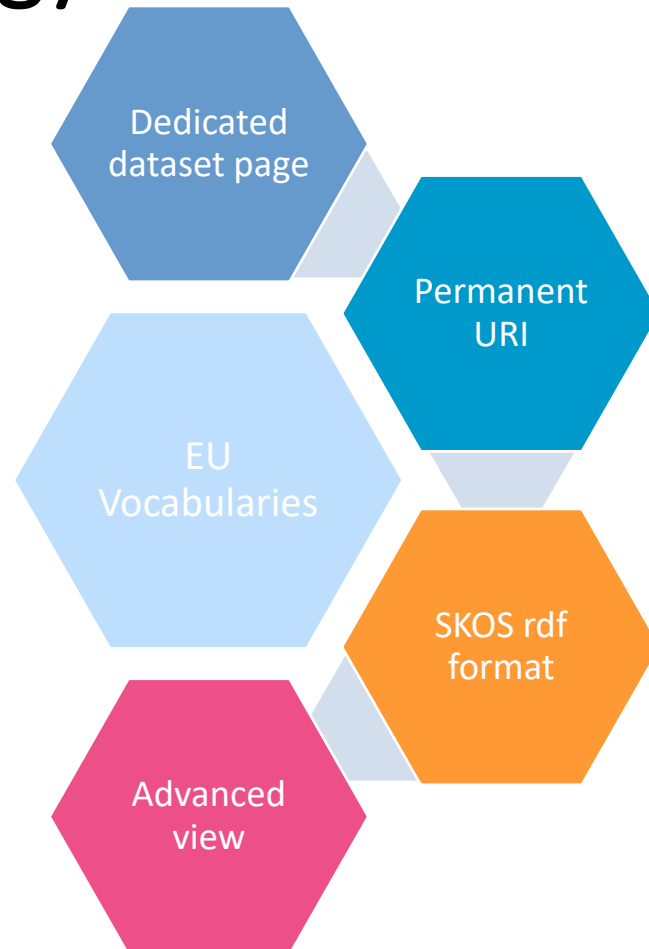 Dedicated
dataset page
Permanent
URI
EU
Vocabularies
SKOS rdf
format
Advanced
view